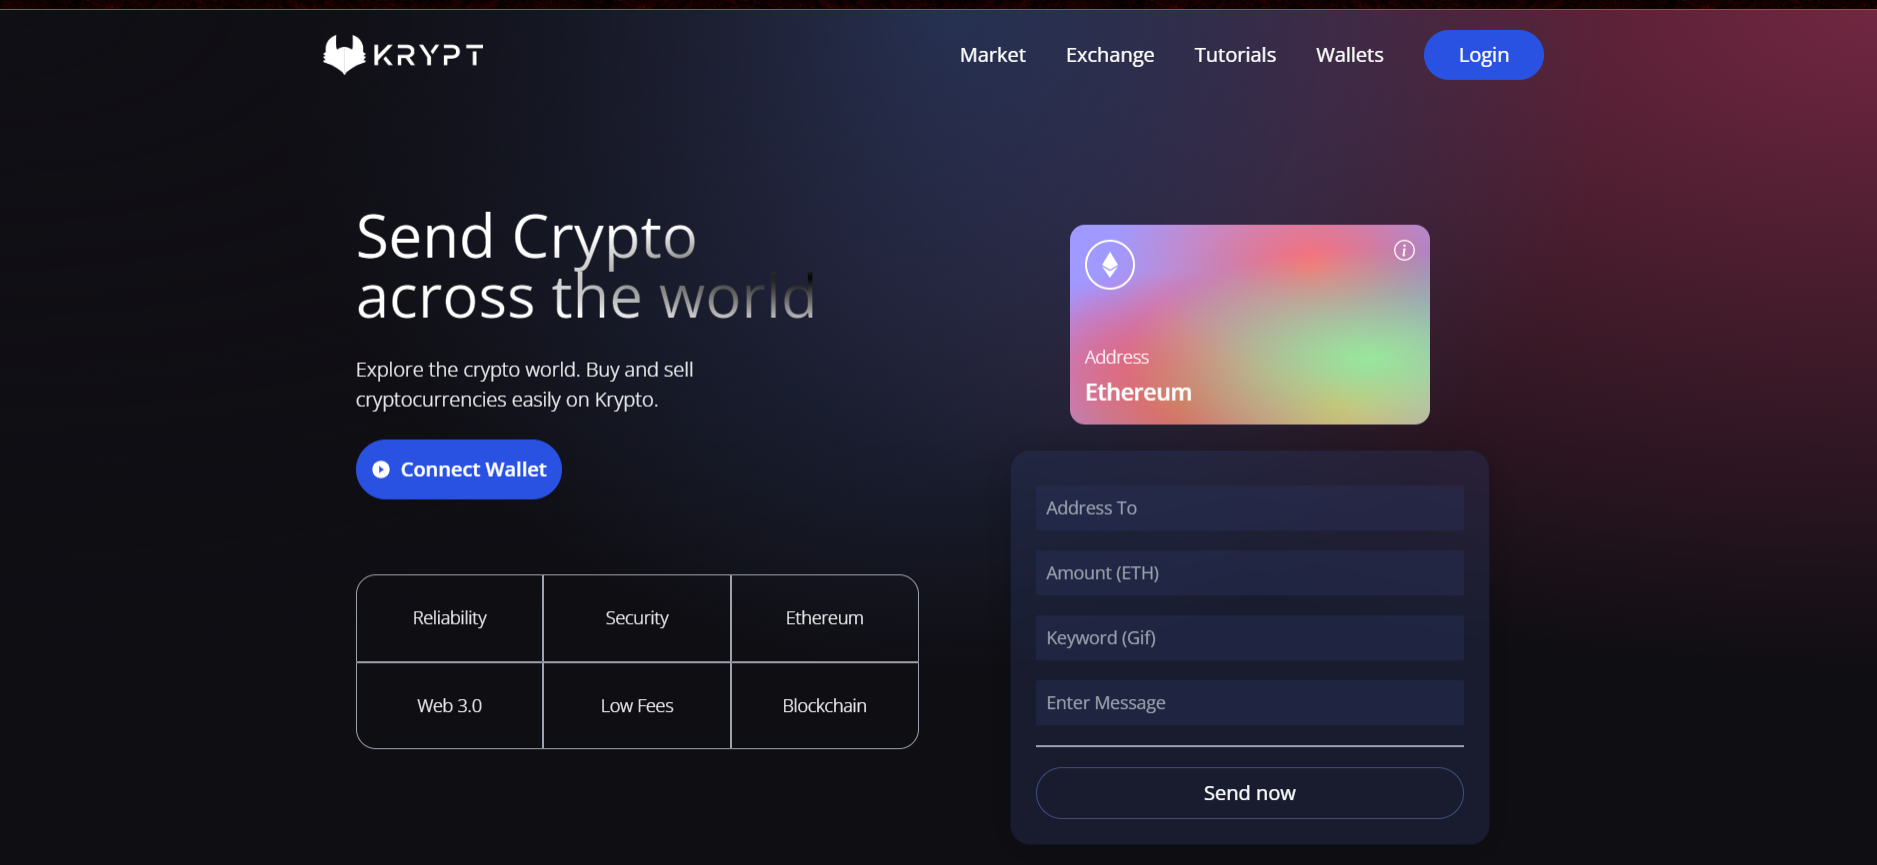 KRYPT
Market
Exchange
Tutorials
Wallets
Login
Send Crypto
across the world
Explore the crypto world. Buy and sell
cryptocurrencies easily on Krypto.
Connect Wallet
Reliability
Security
Ethereum
Web 3.0
Low Fees
Blockchain
i
Address
Ethereum
Address To
Amount (ETH)
Keyword (Gif)
Enter Message
Send now